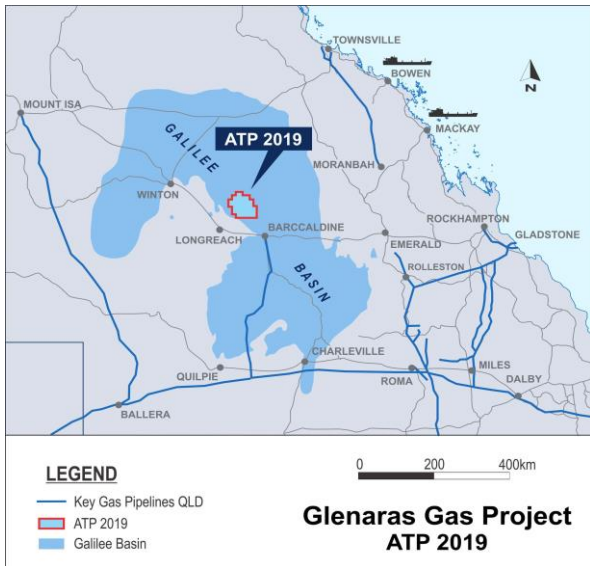 TOWNSVILLE
BOWEN
N
MOUNT ISA
MACKAY
GALILEE
ATP 2019
MORANBAH
WINTON
ROCKHAMPTON
BARCCALDINE
LONGREACH
EMERALD
GLADSTONE
BASIN
ROLLESTON
CHARLEVILLE
QUILPIE
ROMA
MILES
DALBY
BALLERA
LEGEND
Key Gas Pipelines QLD
ATP 2019
Galilee Basin
0 200 400km
Glenaras Gas Project
ATP 2019